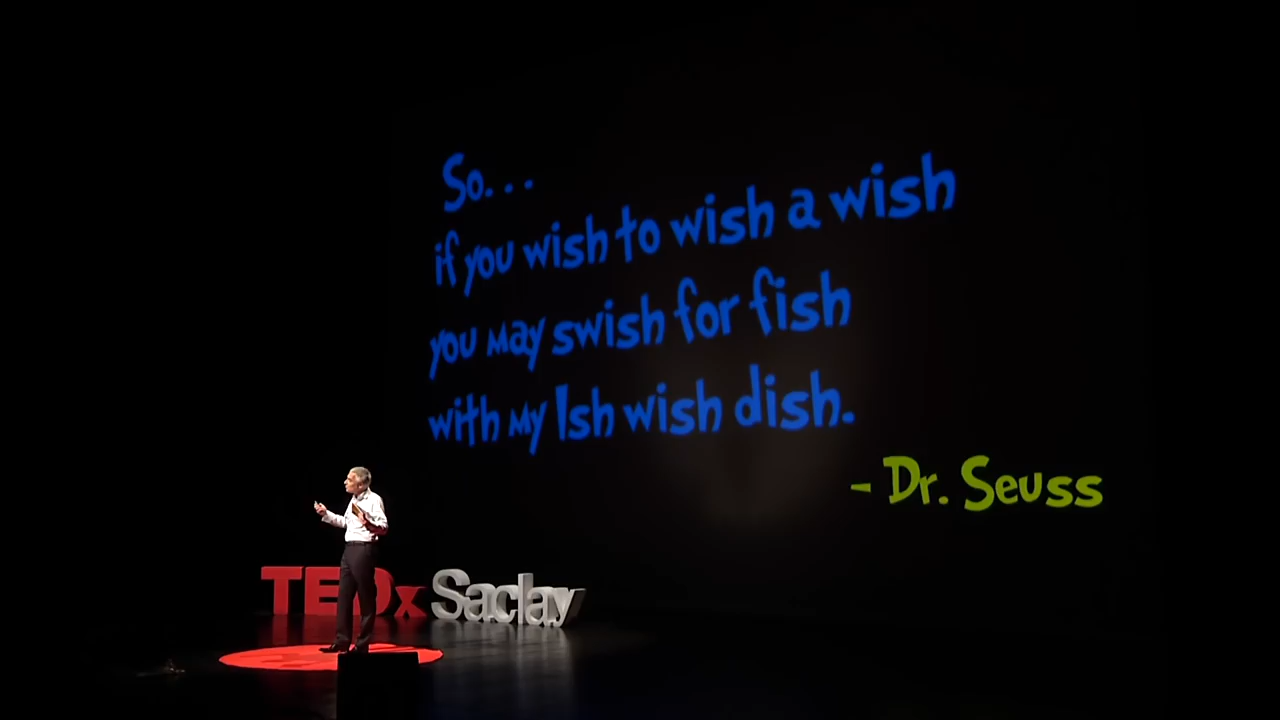 So...
if you wish to wish a wish
you may swish for fish
with my Ish wish dish.
- Dr. Seuss
TEDx Saclay